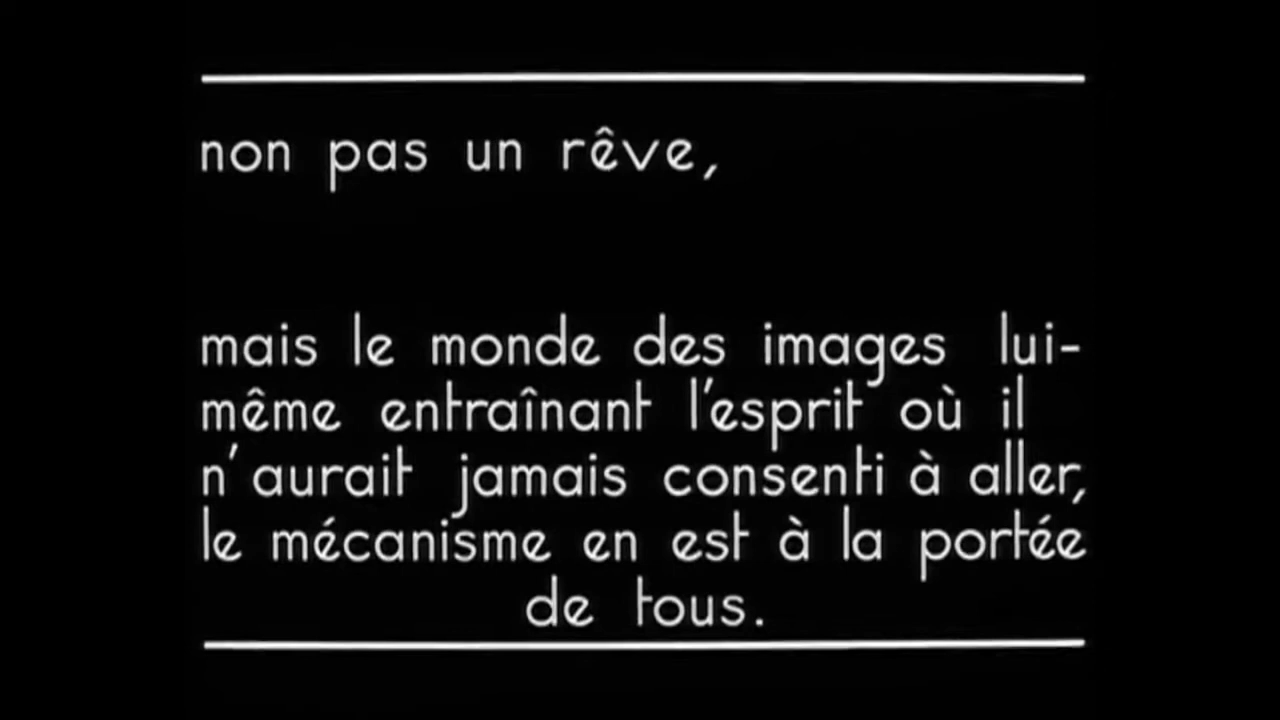 non pas un rêve,
mais le monde des images lui-
même entraînant l'esprit où il
n'aurait jamais consenti à aller,
le mécanisme en est à la portée
de tous.